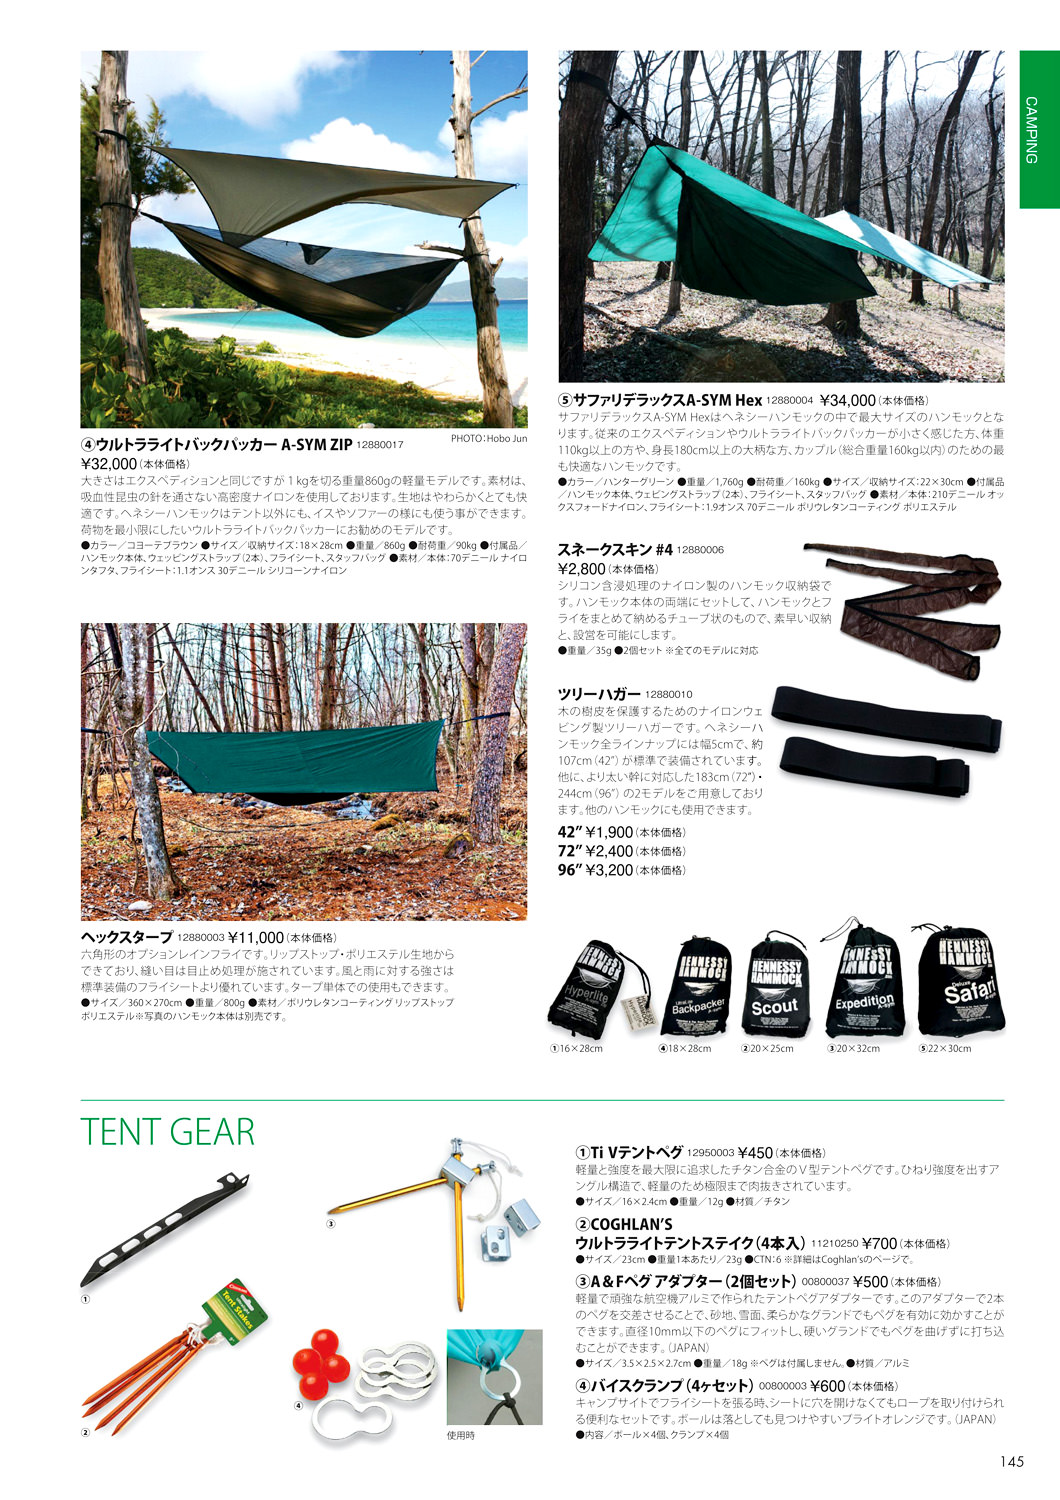 CAMPING
PHOTO：Hobo Jun
④ウルトラライトバックパッカー A-SYM ZIP 12880017
¥32,000（本体価格）
大きさはエクスペディションと同じですが１kgを切る重量860gの軽量モデルです。素材は、
吸血性昆虫の針を通さない高密度ナイロンを使用しております。生地はやわらかくとても快
適です。ヘネシーハンモックはテント以外にも、イスやソファーの様にも使う事ができます。
荷物を最小限にしたいウルトラライトバックパッカーにお勧めのモデルです。
●カラー／コヨーテブラウン ●サイズ／収納サイズ：18×28cm ●重量／860g ●耐荷重／90kg ●付属品／
ハンモック本体、ウェッピングストラップ（2本）、フライシート、スタッフバッグ ●素材／本体：70デニール ナイロ
ンタフタ、フライシート：1.1オンス 30デニール シリコーンナイロン
ヘックスタープ 12880003 ¥11,000（本体価格）
六角形のオプションレインフライです。リップストップ・ポリエステル生地から
できており、縫い目は目止め処理が施されています。風と雨に対する強さは
標準装備のフライシートより優れています。タープ単体での使用もできます。
●サイズ／360×270cm ●重量／800g ●素材／ポリウレタンコーティング リップストップ
ポリエステル※写真のハンモック本体は別売です。
⑤サファリデラックスA-SYM Hex 12880004 ¥34,000（本体価格）
サファリデラックスA-SYM Hexはヘネシーハンモックの中で最大サイズのハンモックとな
ります。従来のエクスペディションやウルトラライトバックパッカーが小さく感じた方、体重
110kg以上の方や、身長180cm以上の大柄な方、カップル（総合重量160kg以内）のための最
も快適なハンモックです。
●カラー／ハンターグリーン ●重量／1,760g ●耐荷重／160kg ●サイズ／収納サイズ：22×30cm ●付属品
／ハンモック本体、ウェビングストラップ（2本）、フライシート、スタッフバッグ ●素材／本体：210デニール オッ
クスフォードナイロン、フライシート：1.9オンス 70デニール ポリウレタンコーティング ポリエステル
スネークスキン #4 12880006
¥2,800（本体価格）
シリコン含浸処理のナイロン製のハンモック収納袋で
す。ハンモック本体の両端にセットして、ハンモックとフ
ライをまとめて納めるチューブ状のもので、素早い収納
と、設営を可能にします。
●重量／35g ●2個セット ※全てのモデルに対応
ツリーハガー 12880010
木の樹皮を保護するためのナイロンウェ
ビング製ツリーハガーです。ヘネシーハ
ンモック全ラインナップには幅5cmで、約
107cm（42″）が標準で装備されています。
他に、より太い幹に対応した183cm（72″）・
244cm（96″）の2モデルをご用意しており
ます。他のハンモックにも使用できます。
42″ ¥1,900（本体価格）
72″ ¥2,400（本体価格）
96″ ¥3,200（本体価格）
HENNESSY HAMMOCK Hyperlite
HENNESSY HAMMOCK UltraLite Backpacker
HENNESSY HAMMOCK Scout
HENNESSY HAMMOCK Expedition
HENNESSY HAMMOCK Deluxe Safari
①16×28cm
④18×28cm
②20×25cm
③20×32cm
⑤22×30cm
TENT GEAR
①
②
Tent Stakes
③
④
使用時
①Ti Vテントペグ 12950003 ¥450（本体価格）
軽量と強度を最大限に追求したチタン合金のＶ型テントペグです。ひねり強度を出すア
ングル構造で、軽量のため極限まで肉抜きされています。
●サイズ／16×2.4cm ●重量／12g ●材質／チタン
②COGHLAN’S
ウルトラライトテントステイク（4本入） 11210250 ¥700（本体価格）
●サイズ／23cm ●重量1本あたり／23g ●CTN：6 ※詳細はCoghlan’sのページで。
③A＆Fペグ アダプター（2個セット） 00800037 ¥500（本体価格）
軽量で頑強な航空機アルミで作られたテントペグアダプターです。このアダプターで2本
のペグを交差させることで、砂地、雪面、柔らかなグランドでもペグを有効に効かすことが
できます。直径10mm以下のペグにフィットし、硬いグランドでもペグを曲げずに打ち込
むことができます。（JAPAN）
●サイズ／3.5×2.5×2.7cm ●重量／18g ※ペグは付属しません。●材質／アルミ
④バイスクランプ（4ヶセット） 00800003 ¥600（本体価格）
キャンプサイトでフライシートを張る時、シートに穴を開けなくてもロープを取り付けられ
る便利なセットです。ボールは落としても見つけやすいブライトオレンジです。（JAPAN）
●内容／ボール×4個、クランプ×4個
145